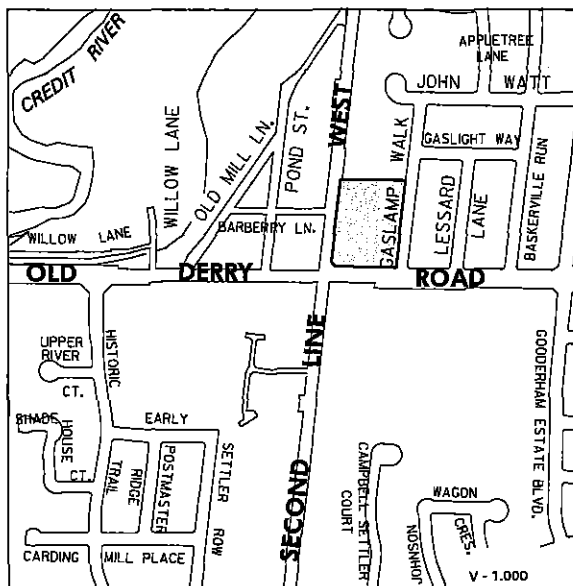 CREDIT RIVER
APPLETREE
LANE
JOHN WATT
WILLOW LANE
OLD MILL LN.
POND ST.
WEST
WALK
GASLIGHT WAY
GASLAMP
LESSARD
LANE
BASKERVILLE RUN
BARBERRY LN.
WILLOW LANE
OLD DERRY ROAD
UPPER
RIVER
CT.
HISTORIC
LINE
GOODERHAM ESTATE BLVD.
SHADE
HOUSE
CT.
EARLY
SETTLER
ROW
TRAIL
RIDGE
POSTMASTER
SECOND
CAMPBELL SETTLER
COURT
WAGON
CRES.
JOHNSON
CARDING MILL PLACE
V - 1.000